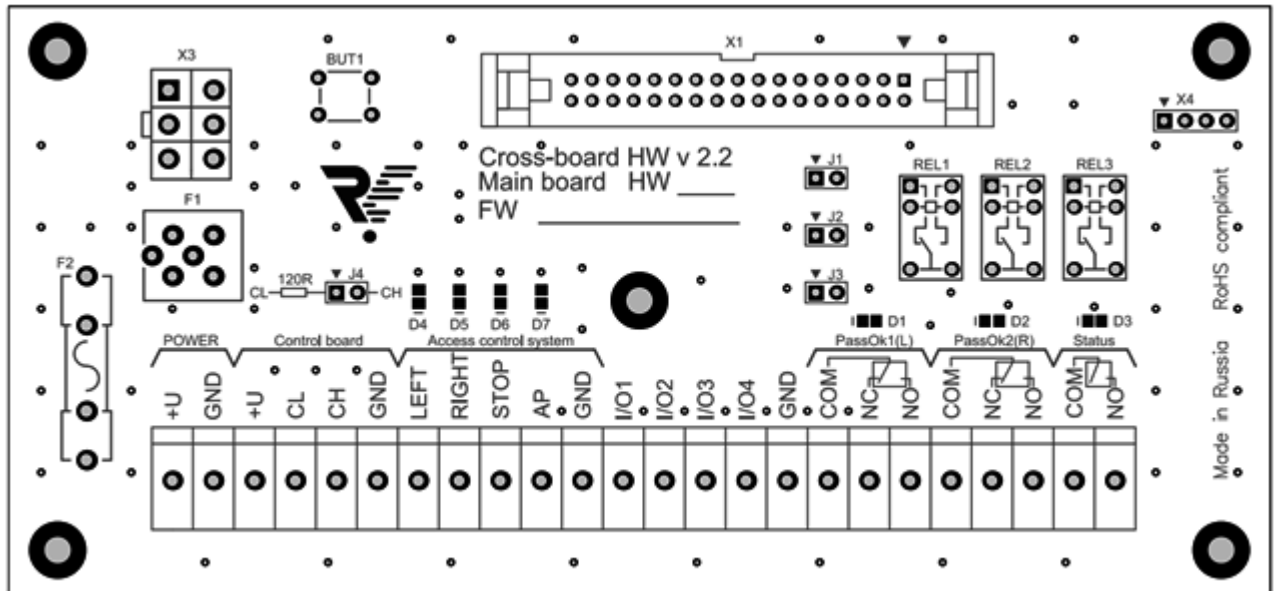 X3
BUT1
X1
X4
Cross-board HW v 2.2
Main board HW ____
FW ______________
J1
REL1
REL2
REL3
F1
J2
F2
120R
J4
CL
CH
J3
D4
D5
D6
D7
D1
D2
D3
POWER
Control board
Access control system
PassOk1(L)
PassOk2(R)
Status
+U
GND
+U
CL
CH
GND
LEFT
RIGHT
STOP
AP
GND
I/O1
I/O2
I/O3
I/O4
GND
COM
NC
NO
COM
NC
NO
COM
NO
Made in Russia RoHS compliant